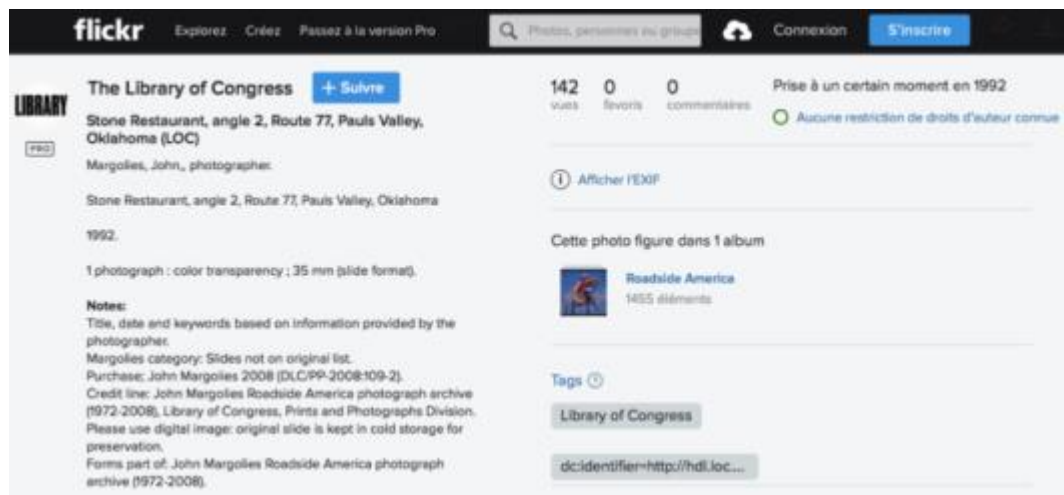 flickr Explorez Créez Passez à la version Pro Photos, personnes ou groupe Connexion S'inscrire
LIBRARY
PRO
The Library of Congress + Suivre
Stone Restaurant, angle 2, Route 77, Pauls Valley,
Oklahoma (LOC)
Margolies, John,, photographer.
Stone Restaurant, angle 2, Route 77, Pauls Valley, Oklahoma
1992.
1 photograph : color transparency ; 35 mm (slide format).
Notes:
Title, date and keywords based on information provided by the
photographer.
Margolies category: Slides not on original list.
Purchase; John Margolies 2008 (DLC/PP-2008:109-2).
Credit line: John Margolies Roadside America photograph archive
(1972-2008), Library of Congress, Prints and Photographs Division.
Please use digital image: original slide is kept in cold storage for
preservation.
Forms part of: John Margolies Roadside America photograph
archive (1972-2008).
142 0 0
vues favoris commentaires
Prise à un certain moment en 1992
Aucune restriction de droits d'auteur connue
Afficher l'EXIF
Cette photo figure dans 1 album
Roadside America
1455 éléments
Tags
Library of Congress
dc:identifier=http://hdl.loc....